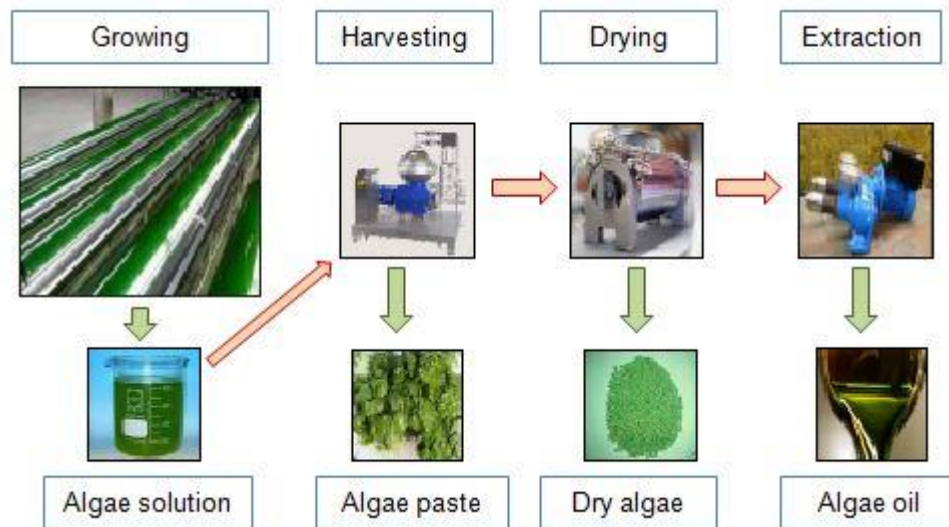 Growing
Harvesting
Drying
Extraction
Algae solution
Algae paste
Dry algae
Algae oil